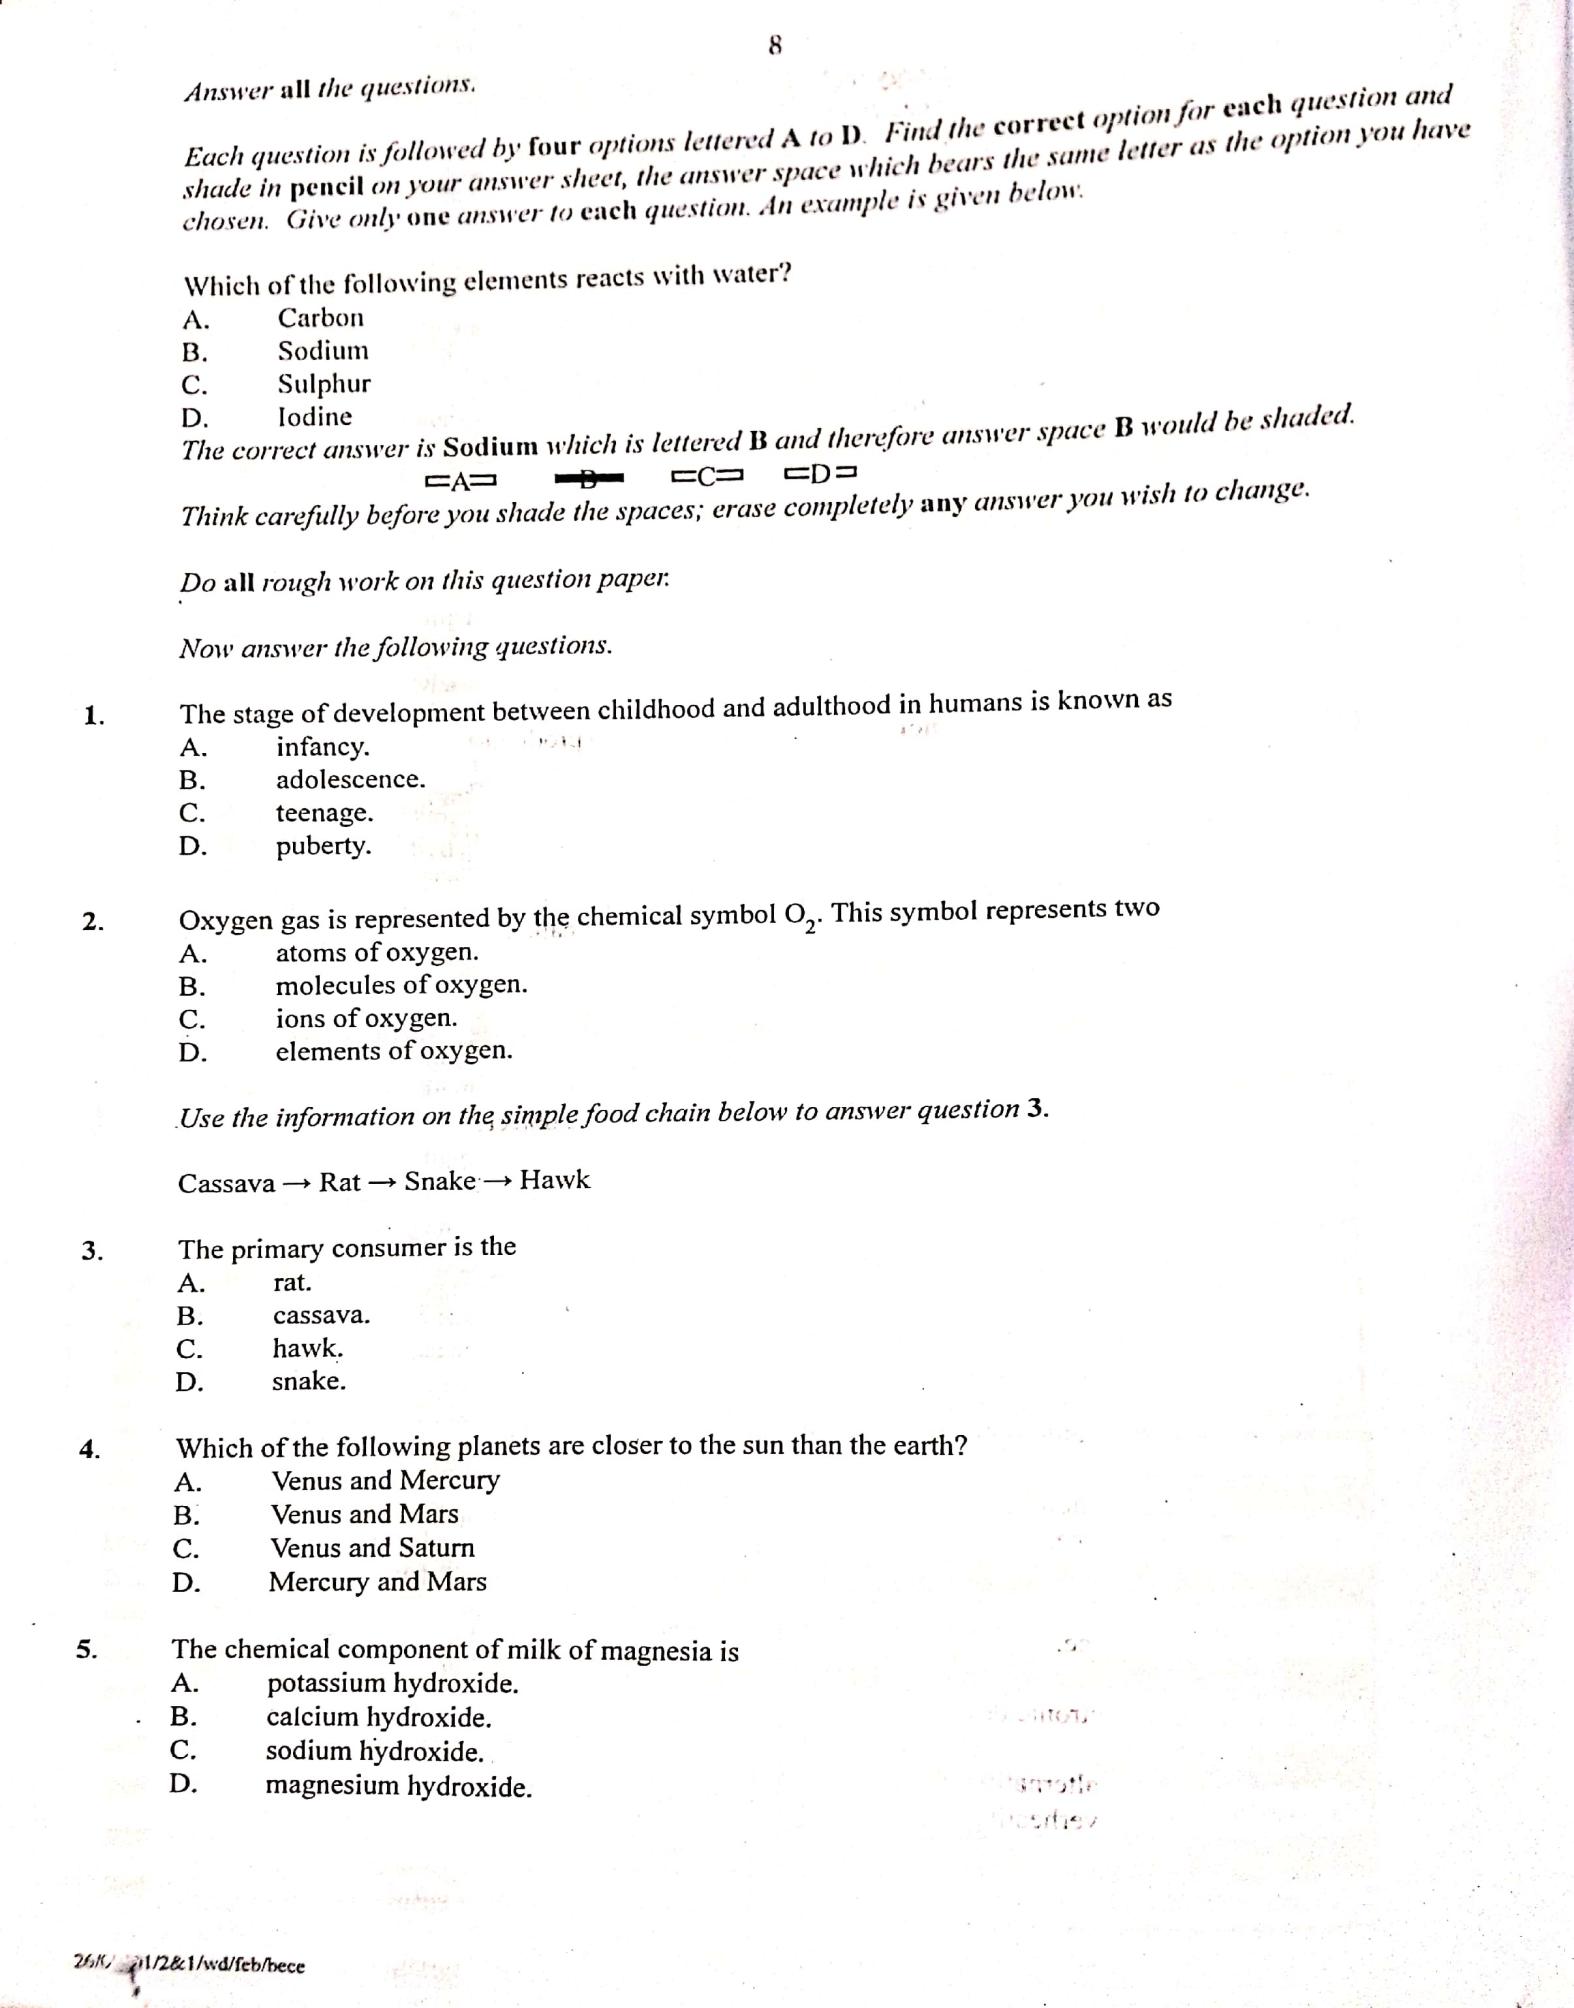 8
Answer all the questions.
Each question is followed by four options lettered A to D. Find the correct option for each question and
shade in pencil on your answer sheet, the answer space which bears the same letter as the option you have
chosen. Give only one answer to each question. An example is given below.
Which of the following elements reacts with water?
A. Carbon
B. Sodium
C. Sulphur
D. Iodine
The correct answer is Sodium which is lettered B and therefore answer space B would be shaded.
⊏A⊐ B ⊏C⊐ ⊏D⊐
Think carefully before you shade the spaces; erase completely any answer you wish to change.
Do all rough work on this question paper.
Now answer the following questions.
1. The stage of development between childhood and adulthood in humans is known as
A. infancy.
B. adolescence.
C. teenage.
D. puberty.
2. Oxygen gas is represented by the chemical symbol O₂. This symbol represents two
A. atoms of oxygen.
B. molecules of oxygen.
C. ions of oxygen.
D. elements of oxygen.
Use the information on the simple food chain below to answer question 3.
Cassava → Rat → Snake → Hawk
3. The primary consumer is the
A. rat.
B. cassava.
C. hawk.
D. snake.
4. Which of the following planets are closer to the sun than the earth?
A. Venus and Mercury
B. Venus and Mars
C. Venus and Saturn
D. Mercury and Mars
5. The chemical component of milk of magnesia is
A. potassium hydroxide.
B. calcium hydroxide.
C. sodium hydroxide.
D. magnesium hydroxide.
1/2&1/wd/feb/bece